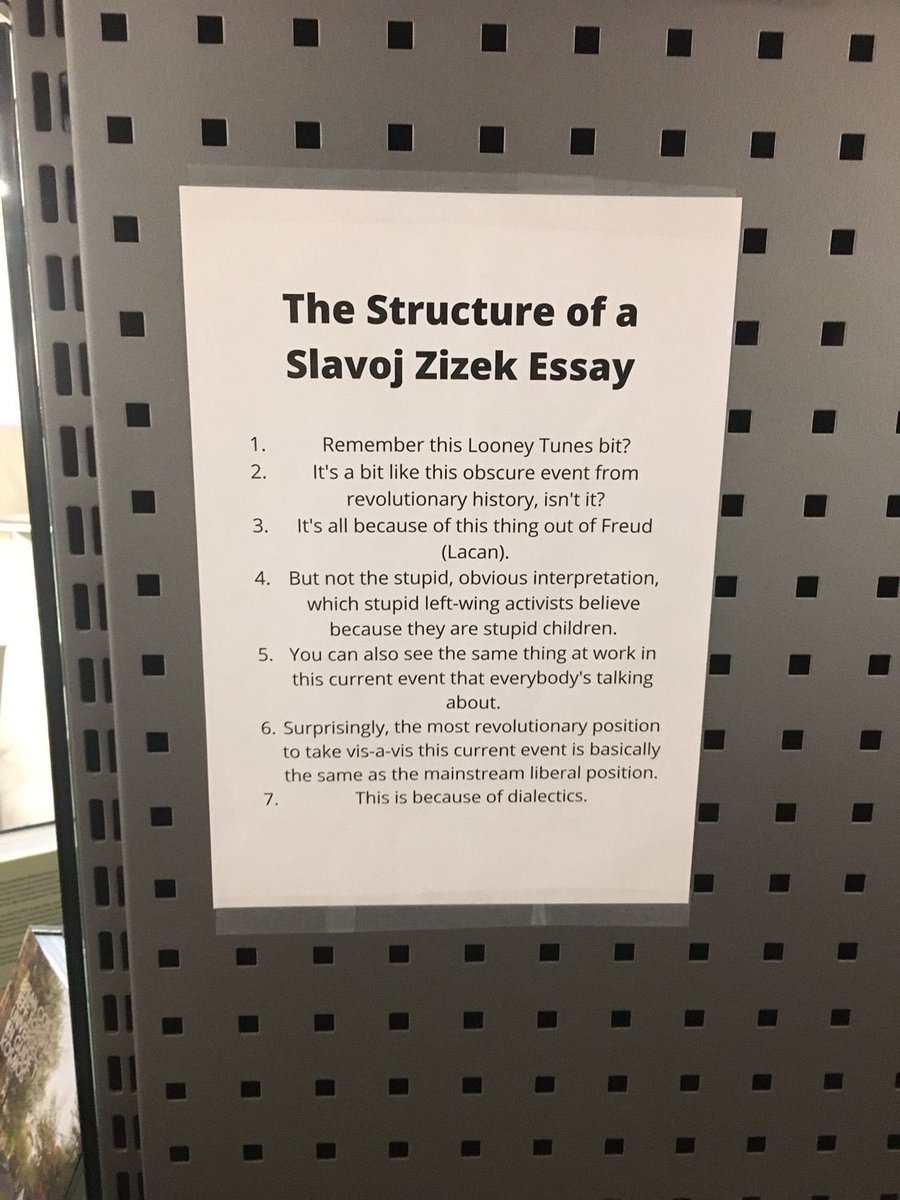 The Structure of a
Slavoj Zizek Essay
1. Remember this Looney Tunes bit?
2. It's a bit like this obscure event from
revolutionary history, isn't it?
3. It's all because of this thing out of Freud
(Lacan).
4. But not the stupid, obvious interpretation,
which stupid left-wing activists believe
because they are stupid children.
5. You can also see the same thing at work in
this current event that everybody's talking
about.
6. Surprisingly, the most revolutionary position
to take vis-a-vis this current event is basically
the same as the mainstream liberal position.
7. This is because of dialectics.